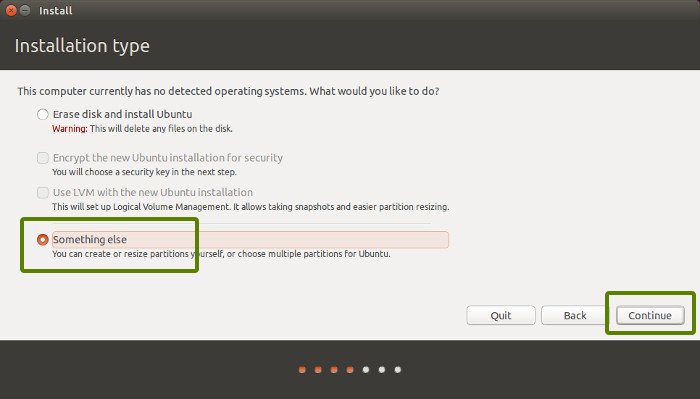 Install
Installation type
This computer currently has no detected operating systems. What would you like to do?
Erase disk and install Ubuntu
Warning: This will delete any files on the disk.
Encrypt the new Ubuntu installation for security
You will choose a security key in the next step.
Use LVM with the new Ubuntu installation
This will set up Logical Volume Management. It allows taking snapshots and easier partition resizing.
Something else
You can create or resize partitions yourself, or choose multiple partitions for Ubuntu.
Quit Back Continue